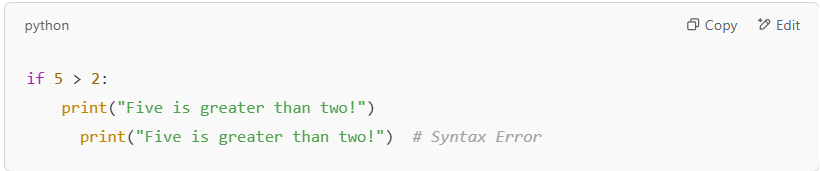 python Copy Edit
if 5 > 2:
    print("Five is greater than two!")
      print("Five is greater than two!")  # Syntax Error